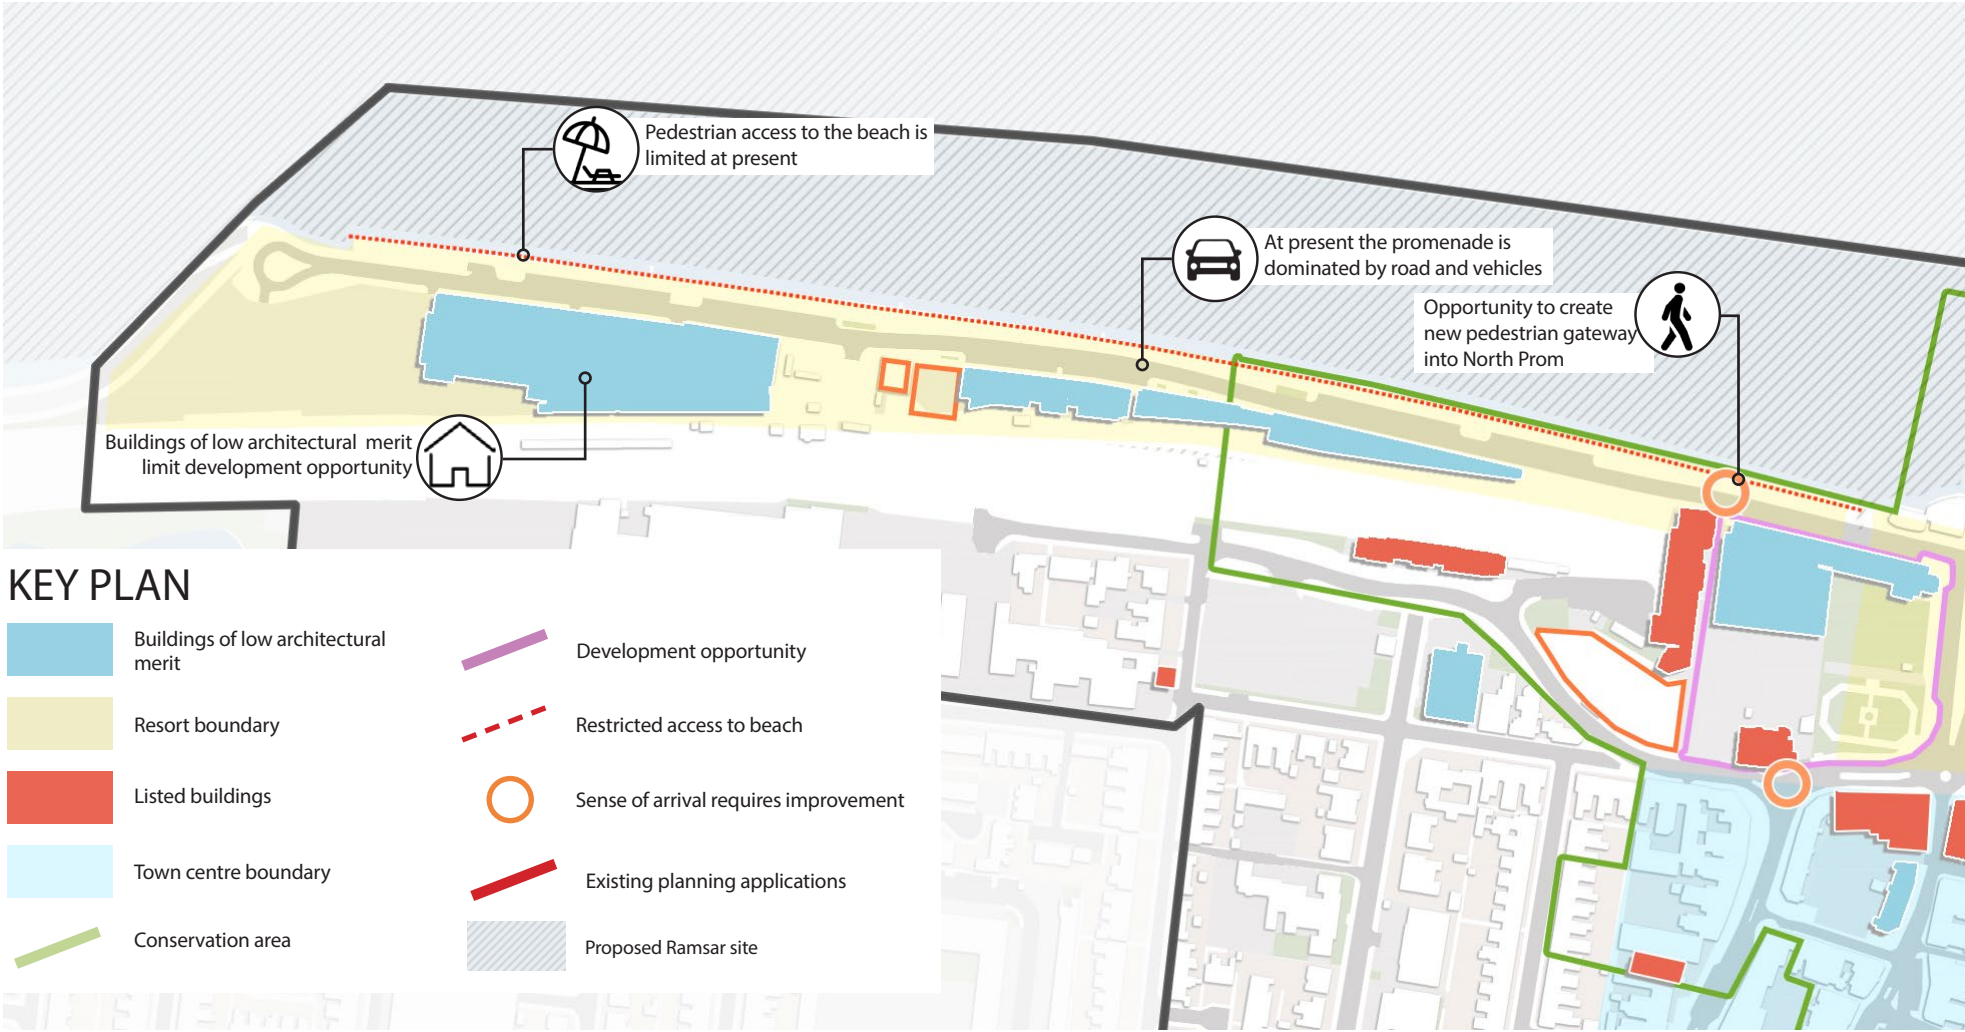 Pedestrian access to the beach is
limited at present
At present the promenade is
dominated by road and vehicles
Opportunity to create
new pedestrian gateway
into North Prom
Buildings of low architectural merit
limit development opportunity
KEY PLAN
Buildings of low architectural
merit
Resort boundary
Listed buildings
Town centre boundary
Conservation area
Development opportunity
Restricted access to beach
Sense of arrival requires improvement
Existing planning applications
Proposed Ramsar site